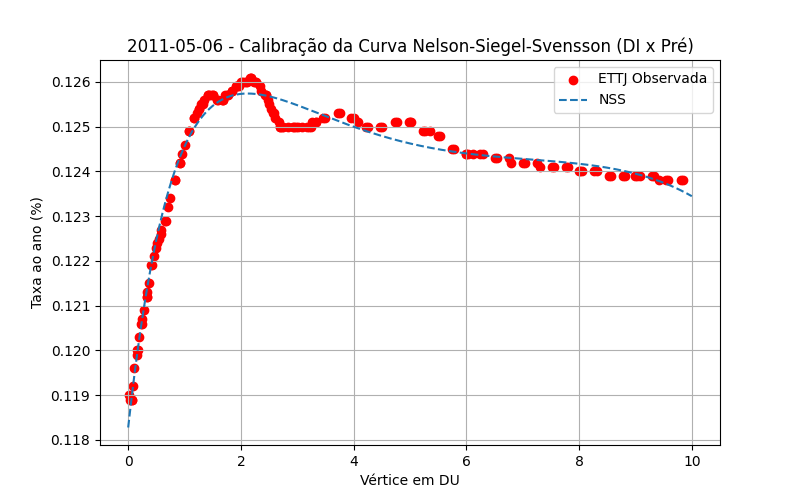 2011-05-06 - Calibração da Curva Nelson-Siegel-Svensson (DI x Pré)
ETTJ Observada
NSS
Taxa ao ano (%)
0.126
0.125
0.124
0.123
0.122
0.121
0.120
0.119
0.118
0 2 4 6 8 10
Vértice em DU